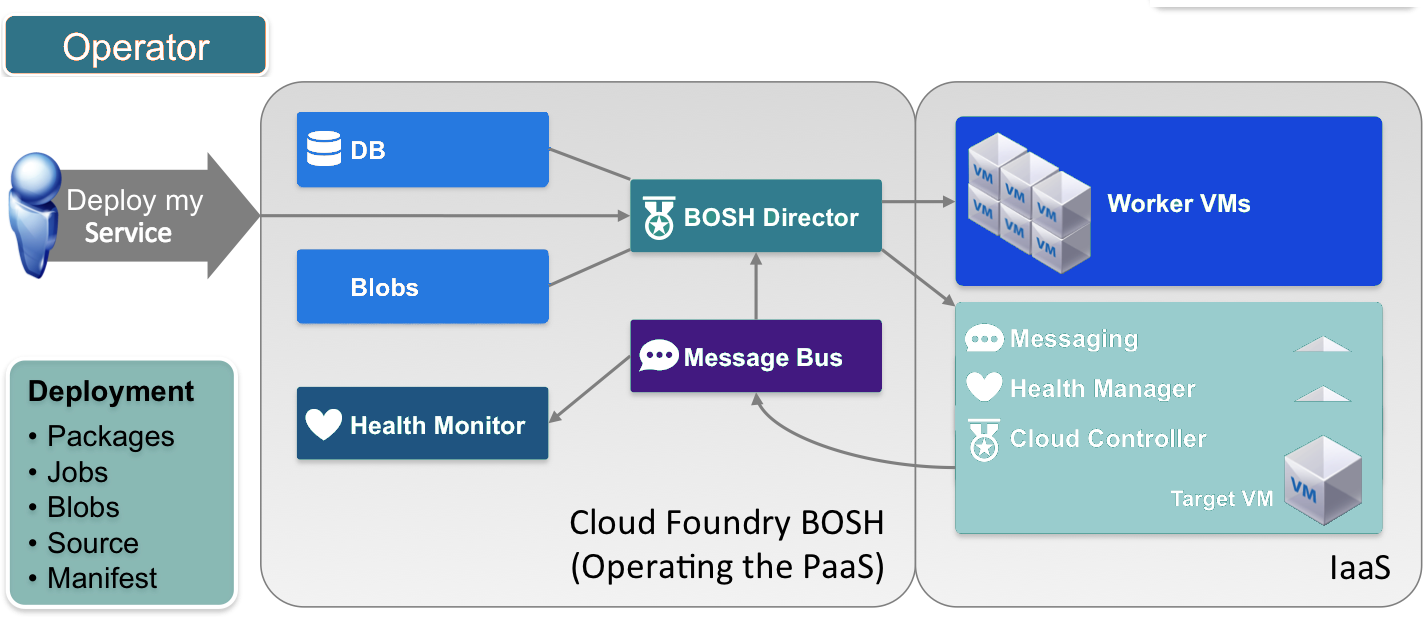 Operator
Deploy my
Service
Deployment
• Packages
• Jobs
• Blobs
• Source
• Manifest
DB
Blobs
Health Monitor
BOSH Director
Message Bus
Cloud Foundry BOSH
(Operating the PaaS)
VM VM VM
VM VM VM
Worker VMs
Messaging
Health Manager
Cloud Controller
Target VM
VM
IaaS